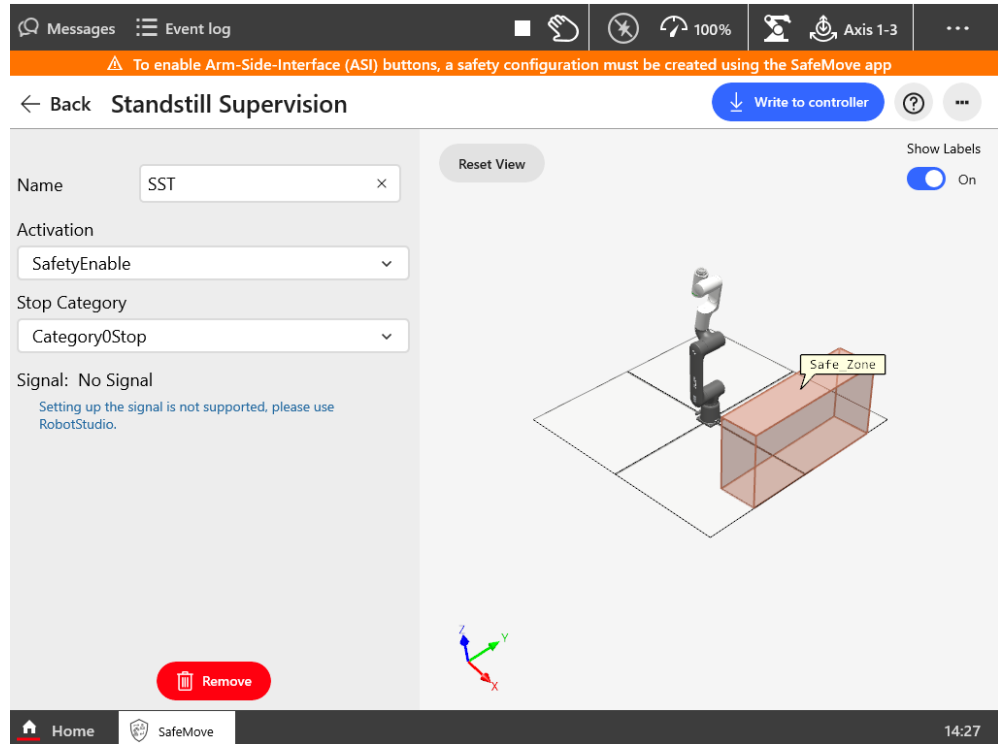 Messages Event log 100% Axis 1-3 ...
To enable Arm-Side-Interface (ASI) buttons, a safety configuration must be created using the SafeMove app
Back Standstill Supervision Write to controller ? ...
Reset View
Show Labels
On
Name SST ×
Activation
SafetyEnable
Stop Category
Category0Stop
Signal: No Signal
Setting up the signal is not supported, please use
RobotStudio.
Safe_Zone
Z
Y
X
Remove
Home SafeMove 14:27